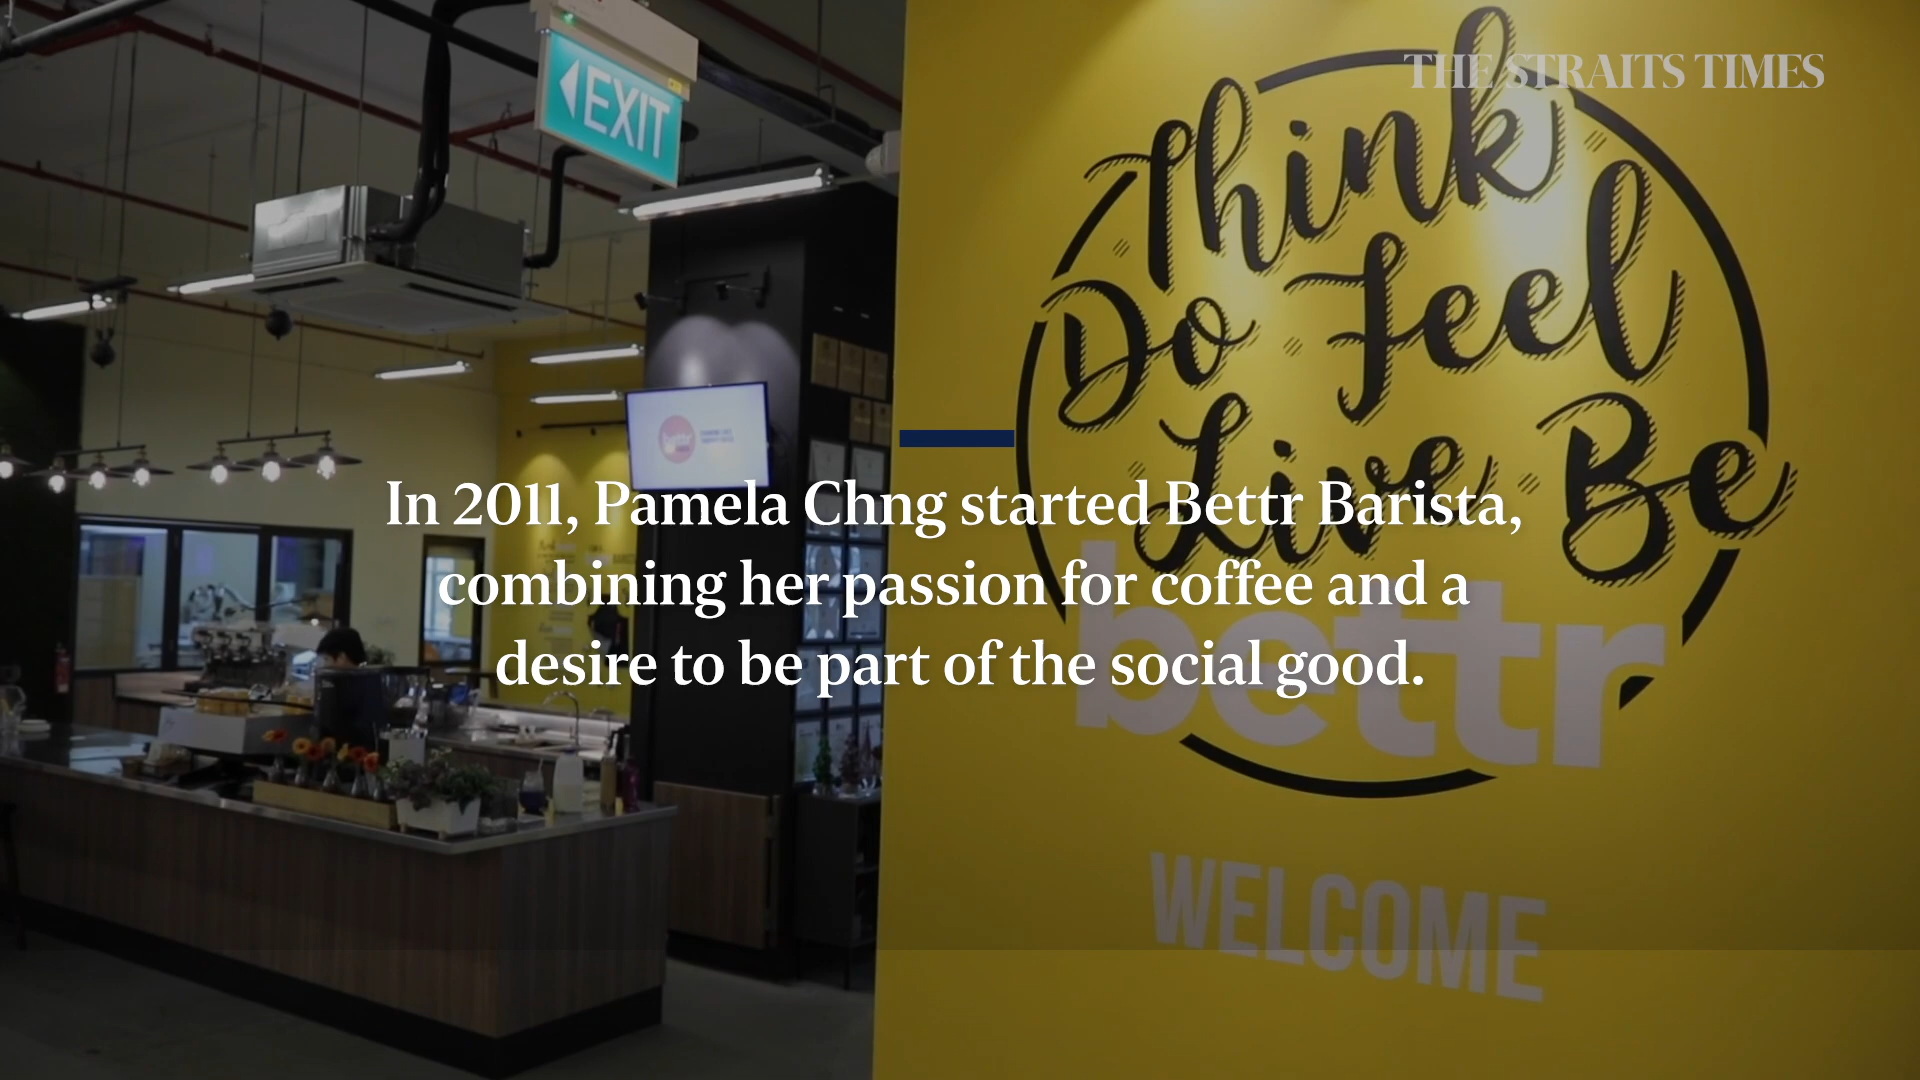 THE STRAITS TIMES
EXIT
Think
Do Feel
Live Be
bettr
WELCOME
bettr
In 2011, Pamela Chng started Bettr Barista,
combining her passion for coffee and a
desire to be part of the social good.